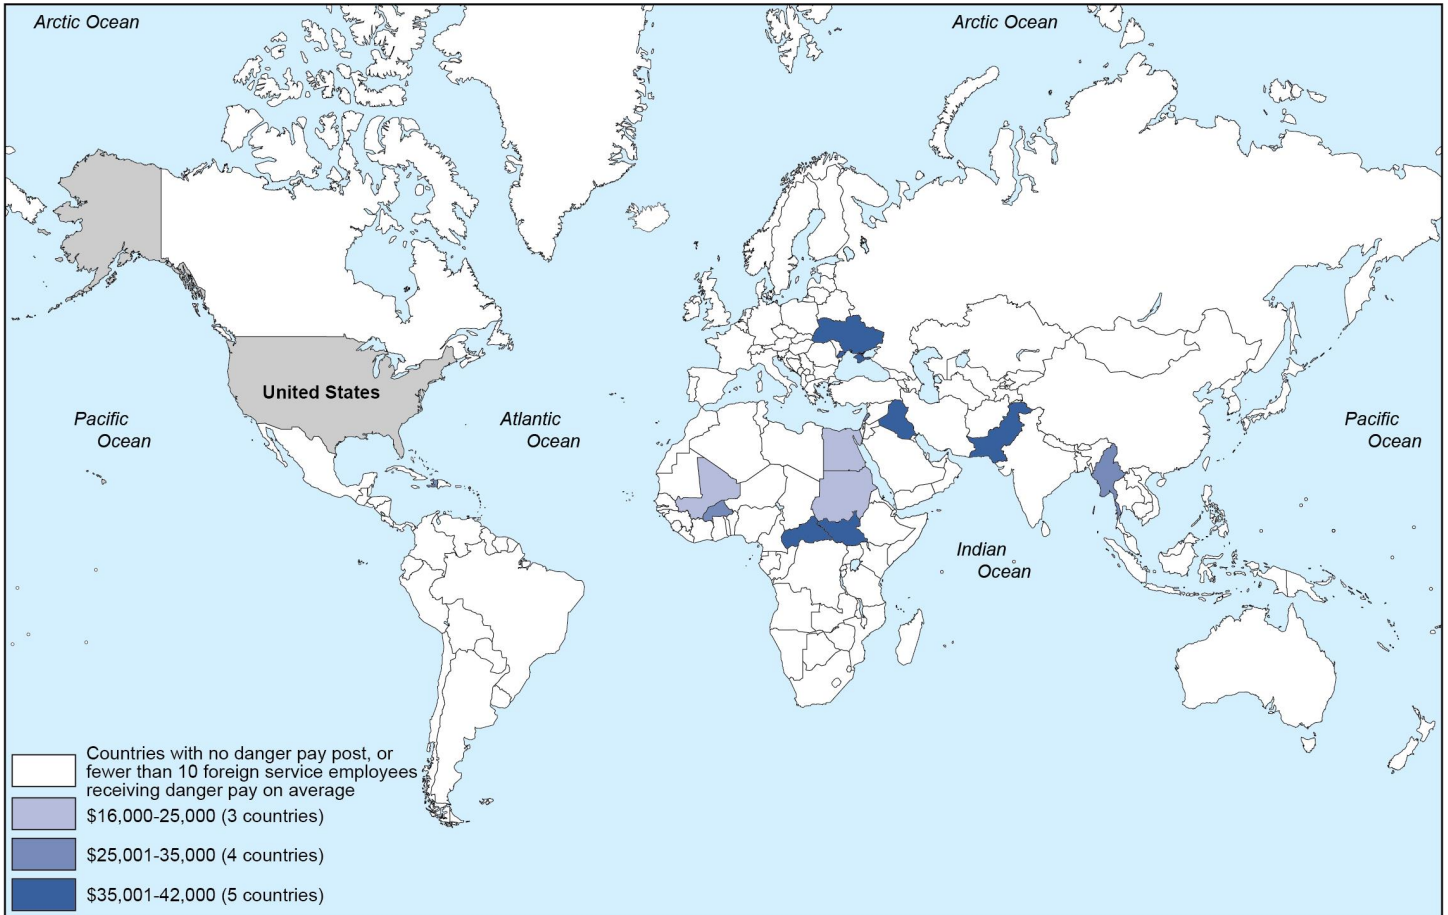 Arctic Ocean
Arctic Ocean
United States
Pacific
Ocean
Atlantic
Ocean
Pacific
Ocean
Indian
Ocean
Countries with no danger pay post, or
fewer than 10 foreign service employees
receiving danger pay on average
$16,000-25,000 (3 countries)
$25,001-35,000 (4 countries)
$35,001-42,000 (5 countries)